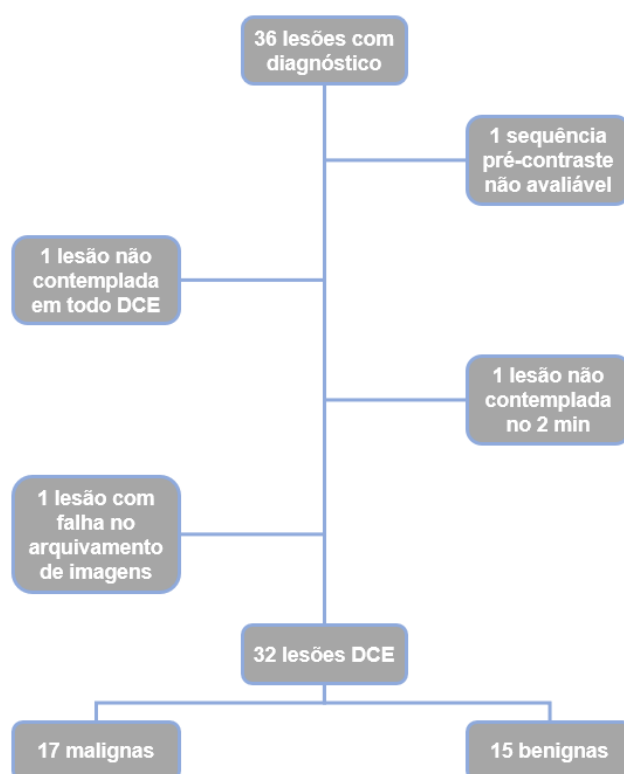 36 lesões com
diagnóstico
1 sequência
pré-contraste
não avaliável
1 lesão não
contemplada
em todo DCE
1 lesão não
contemplada
no 2 min
1 lesão com
falha no
arquivamento
de imagens
32 lesões DCE
17 malignas
15 benignas